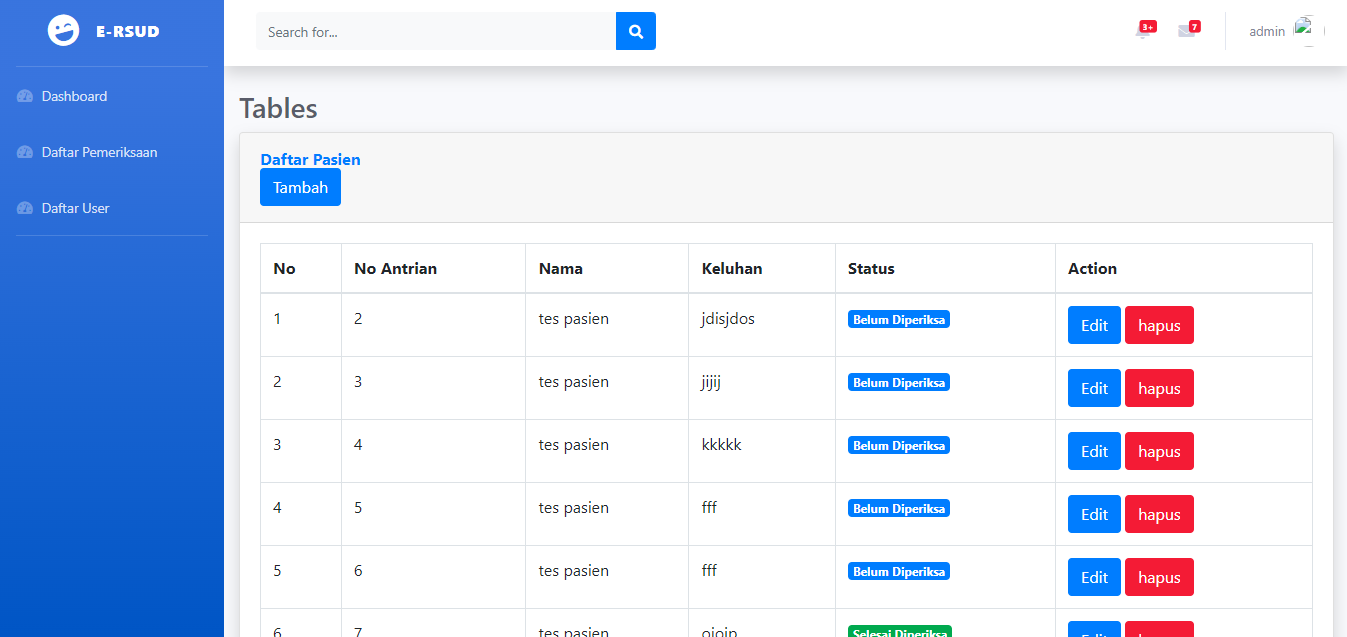 E-RSUD
Search for...
3+
7
admin
Dashboard
Daftar Pemeriksaan
Daftar User
Tables
Daftar Pasien
Tambah
No No Antrian Nama Keluhan Status Action
1 2 tes pasien jdisjdos Belum Diperiksa Edit hapus
2 3 tes pasien jijij Belum Diperiksa Edit hapus
3 4 tes pasien kkkkk Belum Diperiksa Edit hapus
4 5 tes pasien fff Belum Diperiksa Edit hapus
5 6 tes pasien fff Belum Diperiksa Edit hapus
6 7 tes pasien Selesai Diperiksa Edit hapus